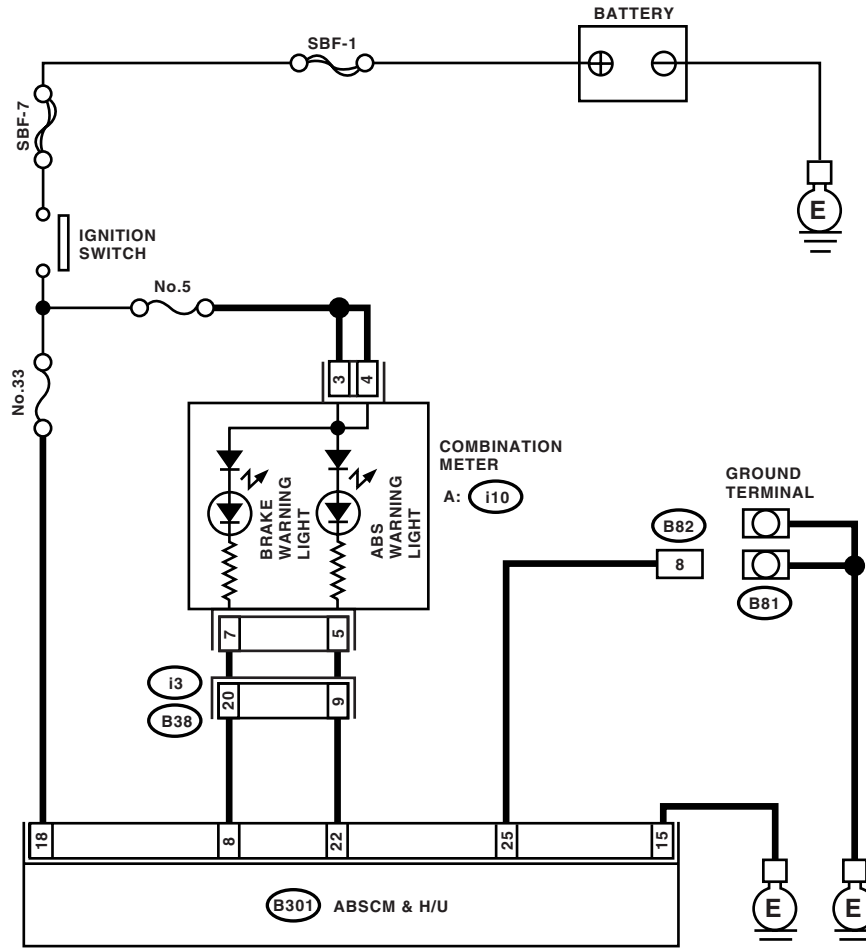 BATTERY
SBF-1
SBF-7
E
IGNITION
SWITCH
No.5
No.33
3
4
COMBINATION
METER
A: i10
BRAKE
WARNING
LIGHT
ABS
WARNING
LIGHT
GROUND
TERMINAL
B82
8
B81
7
5
i3
20
9
B38
18
8
22
25
15
B301 ABSCM & H/U
E
E